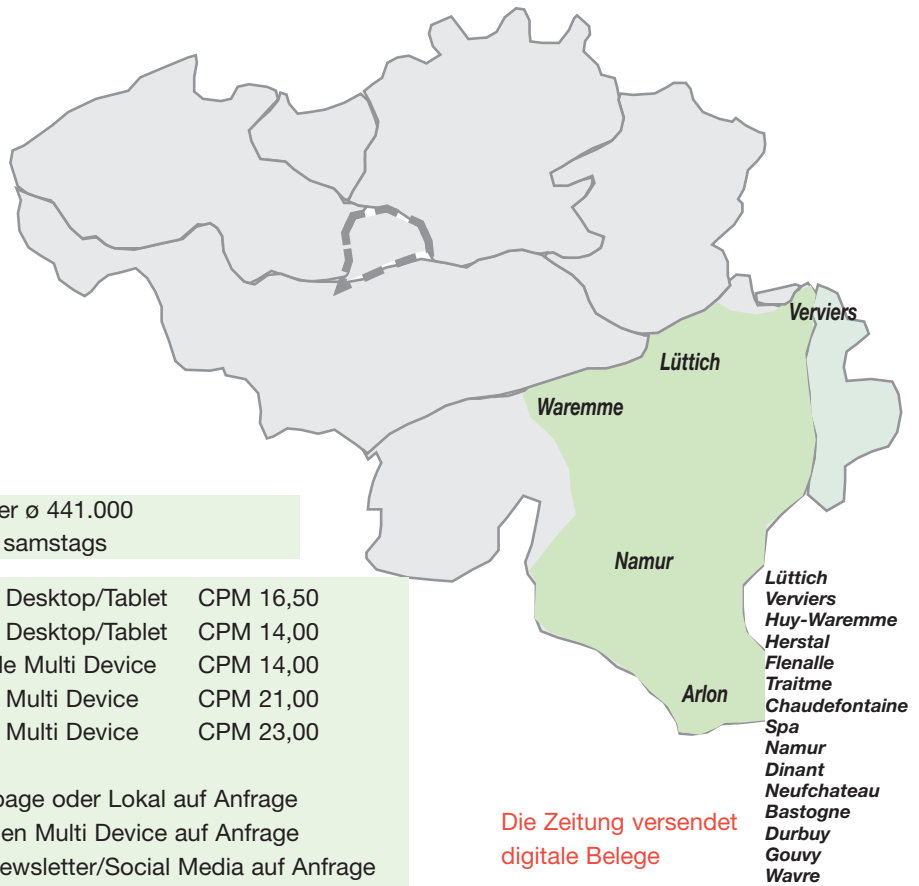 Verviers
Lüttich
Waremme
Namur
Arlon
er ø 441.000
samstags
Desktop/Tablet CPM 16,50
Desktop/Tablet CPM 14,00
le Multi Device CPM 14,00
Multi Device CPM 21,00
Multi Device CPM 23,00
page oder Lokal auf Anfrage
en Multi Device auf Anfrage
ewsletter/Social Media auf Anfrage
Die Zeitung versendet
digitale Belege
Lüttich
Verviers
Huy-Waremme
Herstal
Flenalle
Traitme
Chaudefontaine
Spa
Namur
Dinant
Neufchateau
Bastogne
Durbuy
Gouvy
Wavre